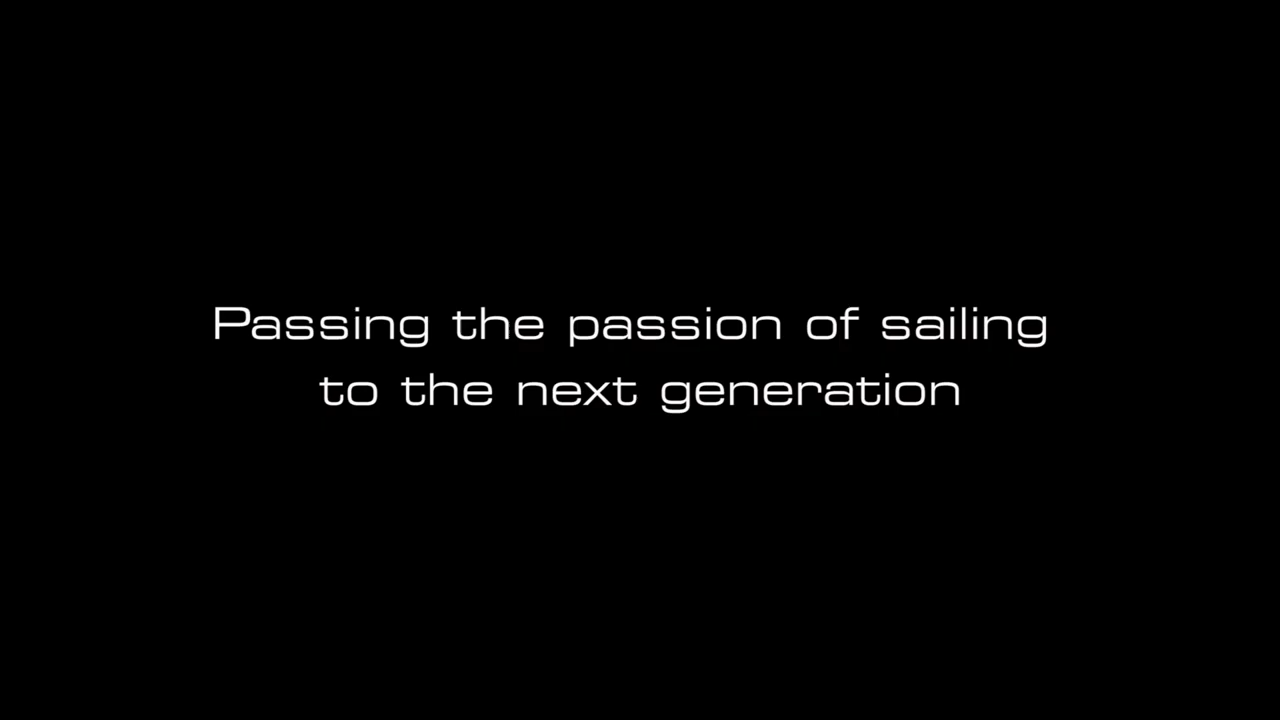 Passing the passion of sailing
to the next generation